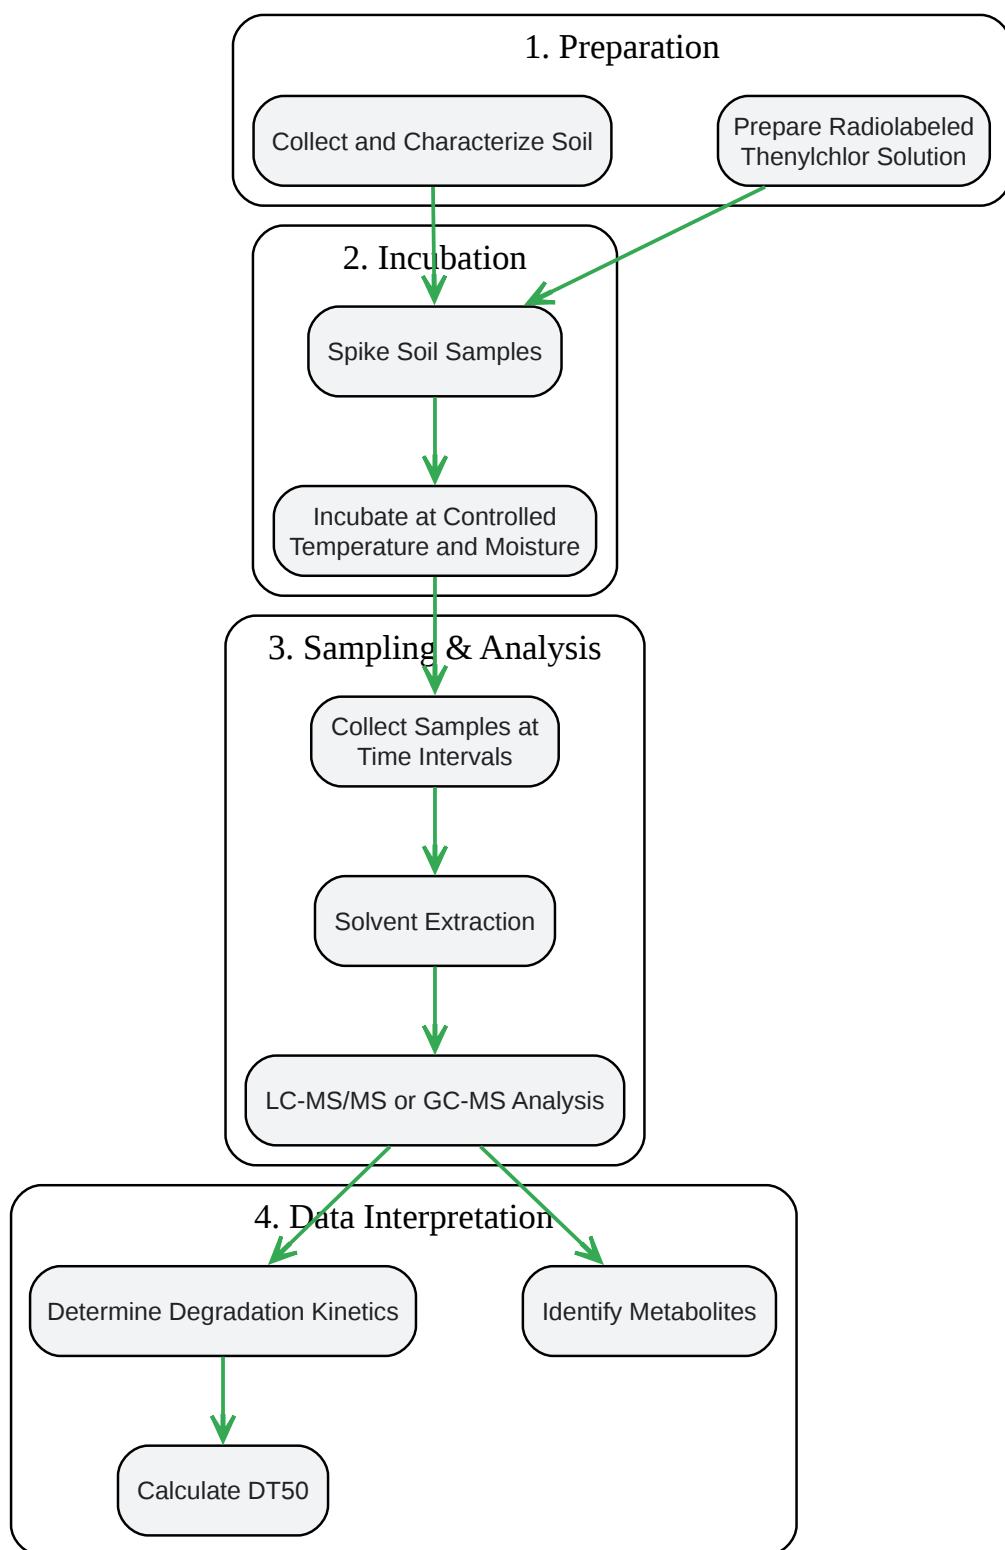 1. Preparation
Collect and Characterize Soil
Prepare Radiolabeled
Thenylchlor Solution
2. Incubation
Spike Soil Samples
Incubate at Controlled
Temperature and Moisture
3. Sampling & Analysis
Collect Samples at
Time Intervals
Solvent Extraction
LC-MS/MS or GC-MS Analysis
4. Data Interpretation
Determine Degradation Kinetics
Identify Metabolites
Calculate DT50